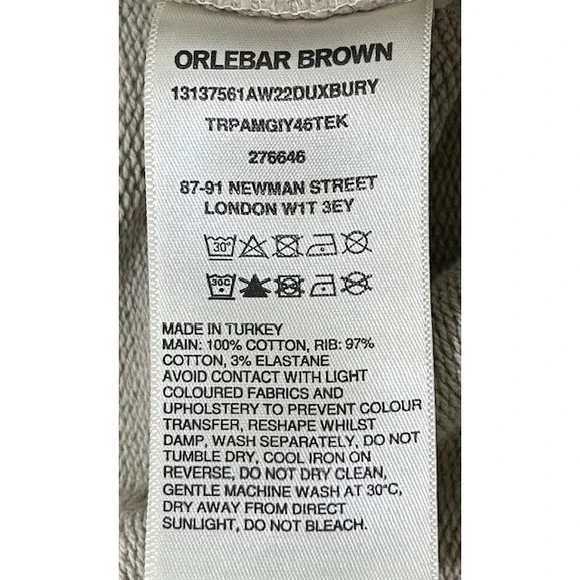 ORLEBAR BROWN
13137561AW22DUXBURY
TRPAMGIY46TEK
276646
87-91 NEWMAN STREET
LONDON W1T 3EY
30°
30C
MADE IN TURKEY
MAIN: 100% COTTON, RIB: 97%
COTTON, 3% ELASTANE
AVOID CONTACT WITH LIGHT
COLOURED FABRICS AND
UPHOLSTERY TO PREVENT COLOUR
TRANSFER, RESHAPE WHILST
DAMP, WASH SEPARATELY, DO NOT
TUMBLE DRY, COOL IRON ON
REVERSE, DO NOT DRY CLEAN,
GENTLE MACHINE WASH AT 30°C,
DRY AWAY FROM DIRECT
SUNLIGHT, DO NOT BLEACH.